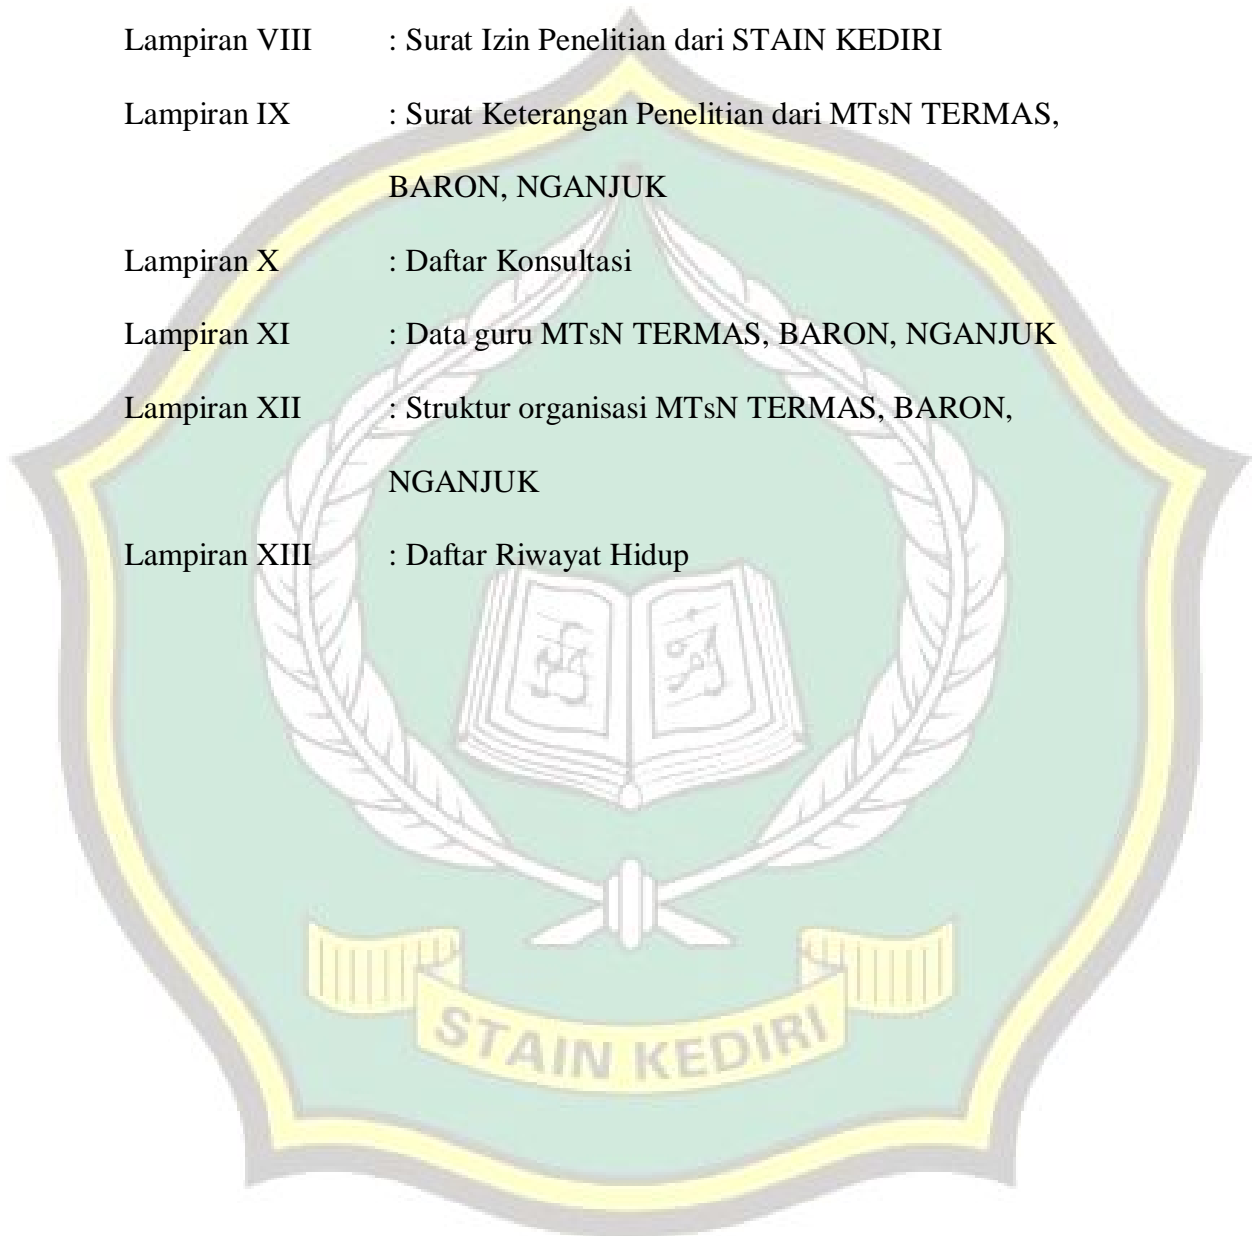 Lampiran VIII : Surat Izin Penelitian dari STAIN KEDIRI
Lampiran IX : Surat Keterangan Penelitian dari MTsN TERMAS,
BARON, NGANJUK
Lampiran X : Daftar Konsultasi
Lampiran XI : Data guru MTsN TERMAS, BARON, NGANJUK
Lampiran XII : Struktur organisasi MTsN TERMAS, BARON,
NGANJUK
Lampiran XIII : Daftar Riwayat Hidup
STAIN KEDIRI